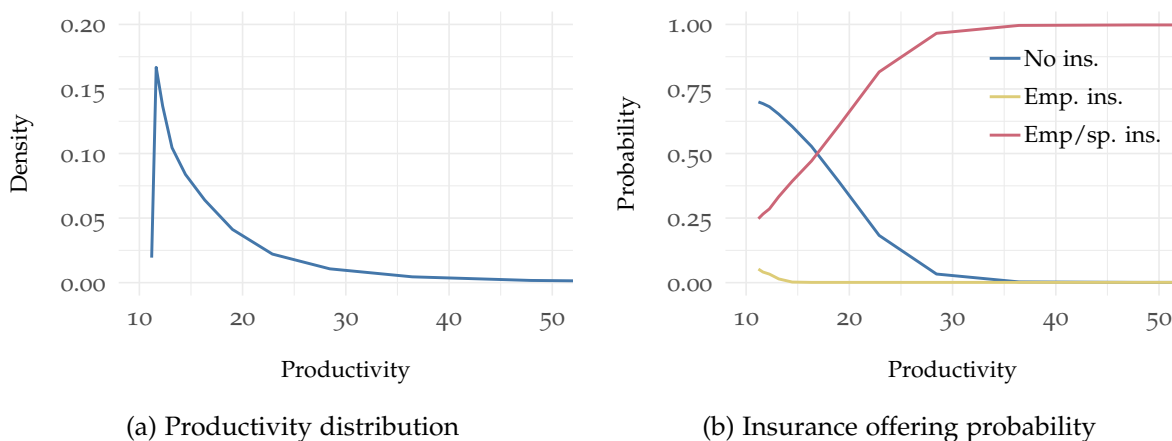 0.20
0.15
0.10
0.05
0.00
Density
10 20 30 40 50
Productivity
(a) Productivity distribution
1.00
0.75
0.50
0.25
0.00
Probability
No ins.
Emp. ins.
Emp/sp. ins.
10 20 30 40 50
Productivity
(b) Insurance offering probability